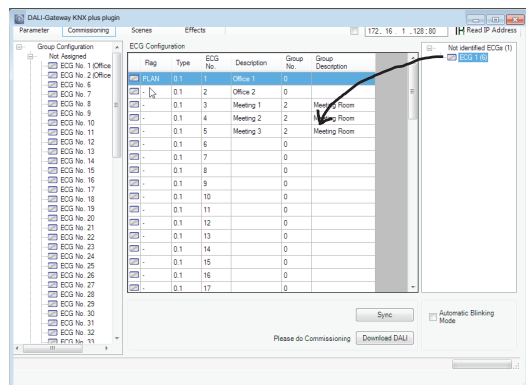 DALI-Gateway KNX plus plugin
Parameter Commissioning Scenes Effects 172. 16 . 1 .128 : 80 Read IP Address
Group Configuration
Not Assigned
ECG No. 1 (Office
ECG No. 2 (Office
ECG No. 6
ECG No. 7
ECG No. 8
ECG No. 9
ECG No. 10
ECG No. 11
ECG No. 12
ECG No. 13
ECG No. 14
ECG No. 15
ECG No. 16
ECG No. 17
ECG No. 18
ECG No. 19
ECG No. 20
ECG No. 21
ECG No. 22
ECG No. 23
ECG No. 24
ECG No. 25
ECG No. 26
ECG No. 27
ECG No. 28
ECG No. 29
ECG No. 30
ECG No. 31
ECG No. 32
ECG No. 33
ECG Configuration
Flag Type ECG No. Description Group No. Group Description
PLAN 0.1 1 Office 1 0
- 0.1 2 Office 2 0
- 0.1 3 Meeting 1 2 Meeting Room
- 0.1 4 Meeting 2 2 Meeting Room
- 0.1 5 Meeting 3 2 Meeting Room
- 0.1 6 0
- 0.1 7 0
- 0.1 8 0
- 0.1 9 0
- 0.1 10 0
- 0.1 11 0
- 0.1 12 0
- 0.1 13 0
- 0.1 14 0
- 0.1 15 0
- 0.1 16 0
- 0.1 17 0
Not identified ECGs (1)
ECG 1 (6)
Sync
Please do Commissioning Download DALI
Automatic Blinking
Mode